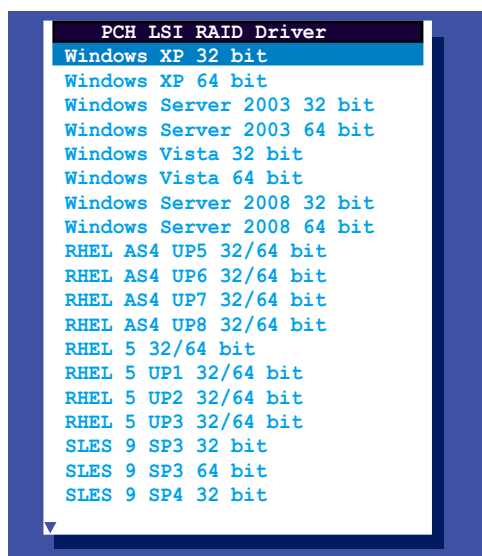 PCH LSI RAID Driver
Windows XP 32 bit
Windows XP 64 bit
Windows Server 2003 32 bit
Windows Server 2003 64 bit
Windows Vista 32 bit
Windows Vista 64 bit
Windows Server 2008 32 bit
Windows Server 2008 64 bit
RHEL AS4 UP5 32/64 bit
RHEL AS4 UP6 32/64 bit
RHEL AS4 UP7 32/64 bit
RHEL AS4 UP8 32/64 bit
RHEL 5 32/64 bit
RHEL 5 UP1 32/64 bit
RHEL 5 UP2 32/64 bit
RHEL 5 UP3 32/64 bit
SLES 9 SP3 32 bit
SLES 9 SP3 64 bit
SLES 9 SP4 32 bit